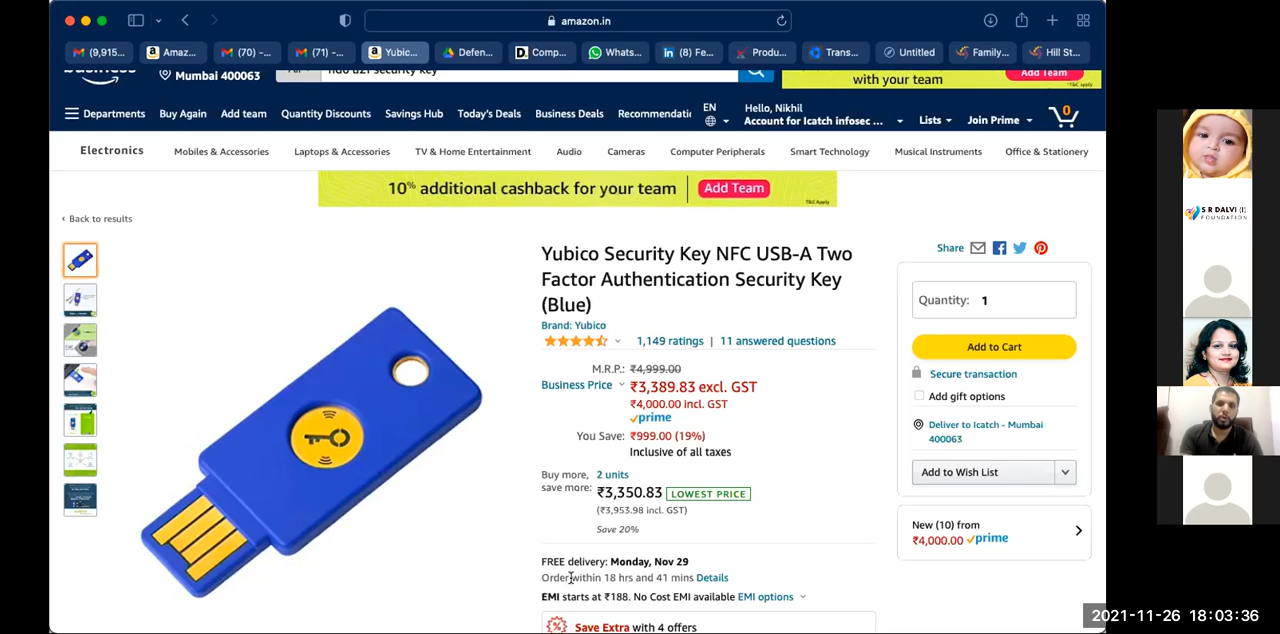 amazon.in
(9,915...
Amaz...
(70) -...
(71) -...
Yubic...
Defen...
Comp...
Whats...
(8) Fe...
Produ...
Trans...
Untitled
Family...
Hill St...
business
Mumbai 400063
All
security key
with your team
Add Team
T&C apply
Departments
Buy Again
Add team
Quantity Discounts
Savings Hub
Today's Deals
Business Deals
Recommendatic
EN
Hello, Nikhil
Account for Icatch infosec ...
Lists
Join Prime
0
Electronics
Mobiles & Accessories
Laptops & Accessories
TV & Home Entertainment
Audio
Cameras
Computer Peripherals
Smart Technology
Musical Instruments
Office & Stationery
10% additional cashback for your team
Add Team
T&C Apply
‹ Back to results
Yubico Security Key NFC USB-A Two
Factor Authentication Security Key
(Blue)
Brand: Yubico
1,149 ratings | 11 answered questions
M.R.P.: ₹4,999.00
Business Price
₹3,389.83 excl. GST
₹4,000.00 incl. GST
prime
You Save: ₹999.00 (19%)
Inclusive of all taxes
Buy more,
save more:
2 units
₹3,350.83 LOWEST PRICE
(₹3,953.98 incl. GST)
Save 20%
FREE delivery: Monday, Nov 29
Order within 18 hrs and 41 mins Details
EMI starts at ₹188. No Cost EMI available EMI options
Save Extra with 4 offers
Share
Quantity: 1
Add to Cart
Secure transaction
Add gift options
Deliver to Icatch - Mumbai
400063
Add to Wish List
New (10) from
₹4,000.00 prime
S R DALVI (I)
FOUNDATION
2021-11-26 18:03:36